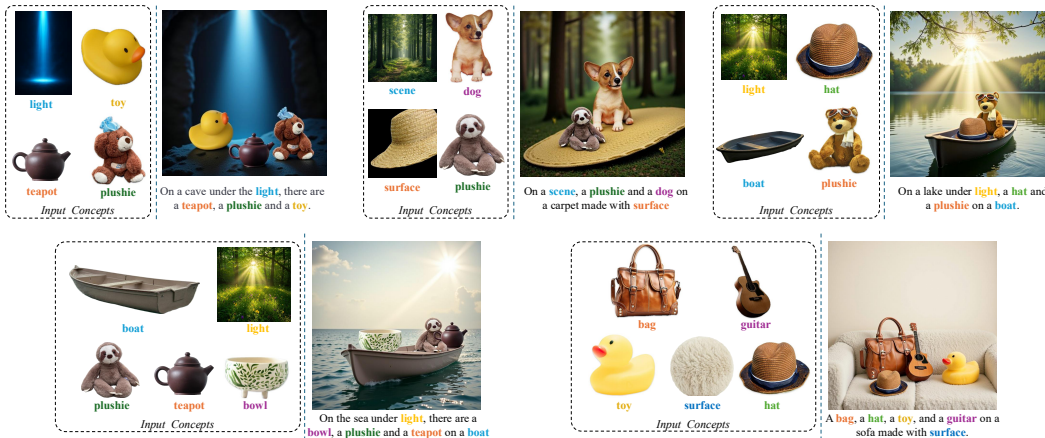 light
toy
teapot
plushie
Input Concepts
On a cave under the light, there are
a teapot, a plushie and a toy.
scene
dog
surface
plushie
Input Concepts
On a scene, a plushie and a dog on
a carpet made with surface
light
hat
boat
plushie
Input Concepts
On a lake under light, a hat and
a plushie on a boat.
boat
light
plushie
teapot
bowl
Input Concepts
On the sea under light, there are a
bowl, a plushie and a teapot on a boat
bag
guitar
toy
surface
hat
Input Concepts
A bag, a hat, a toy, and a guitar on a
sofa made with surface.